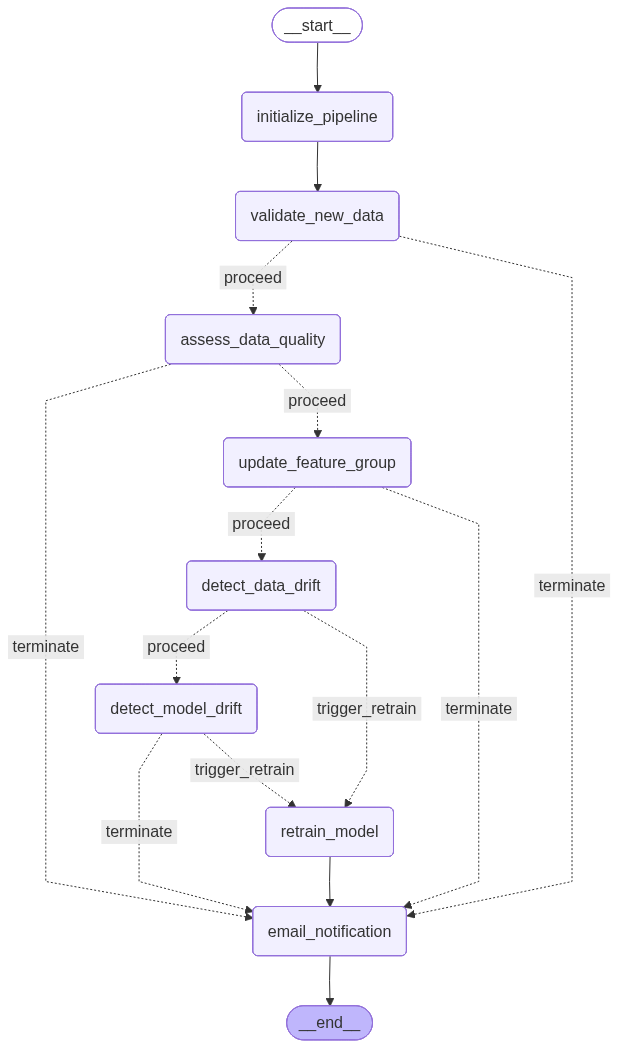 __start__
initialize_pipeline
validate_new_data
proceed
assess_data_quality
proceed
update_feature_group
proceed
detect_data_drift
terminate
terminate
proceed
detect_model_drift
trigger_retrain
terminate
trigger_retrain
terminate
retrain_model
email_notification
__end__